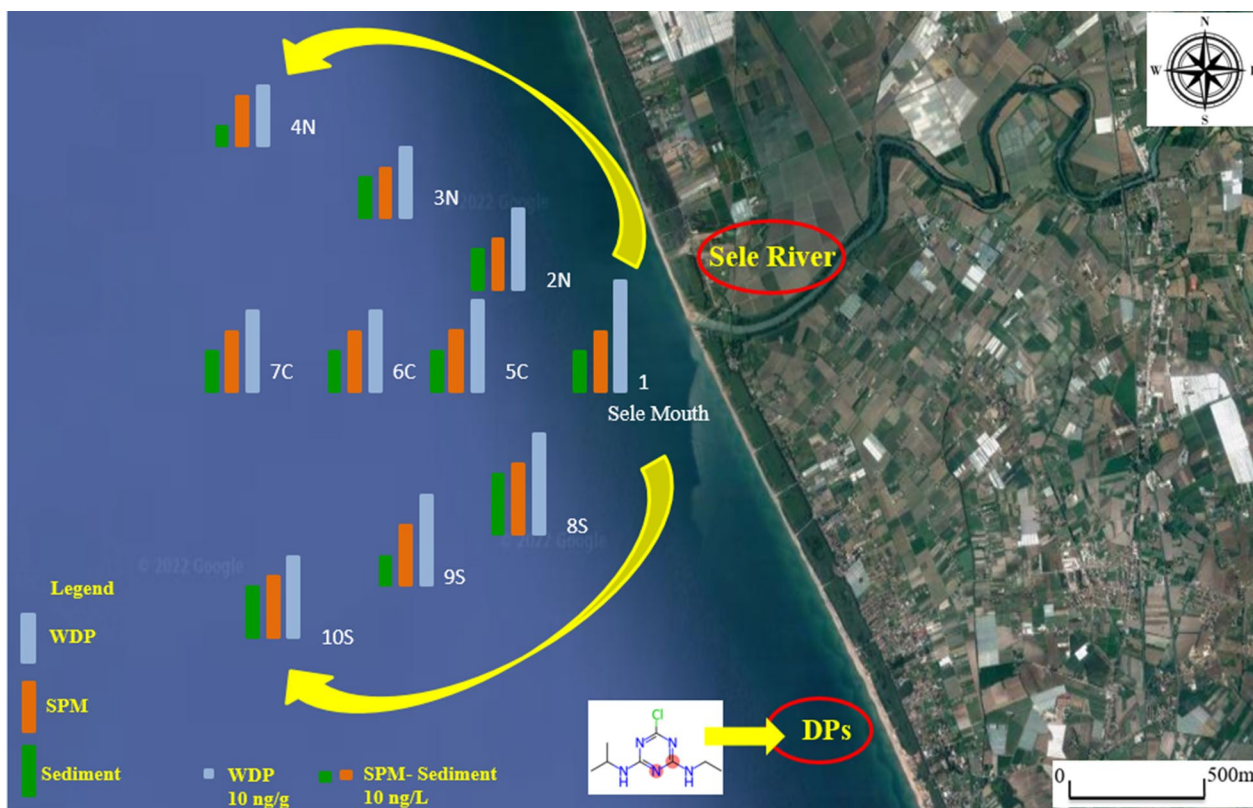 N
W
E
S
4N
3N
2022 Google
2N
Sele River
7C
6C
5C
1
Sele Mouth
8S
© 2022 Google
9S
© 2022 Google
10S
Legend
WDP
SPM
Sediment
WDP
10 ng/g
SPM- Sediment
10 ng/L
Cl
N
N
N
N
H
N
H
DPs
0
500m